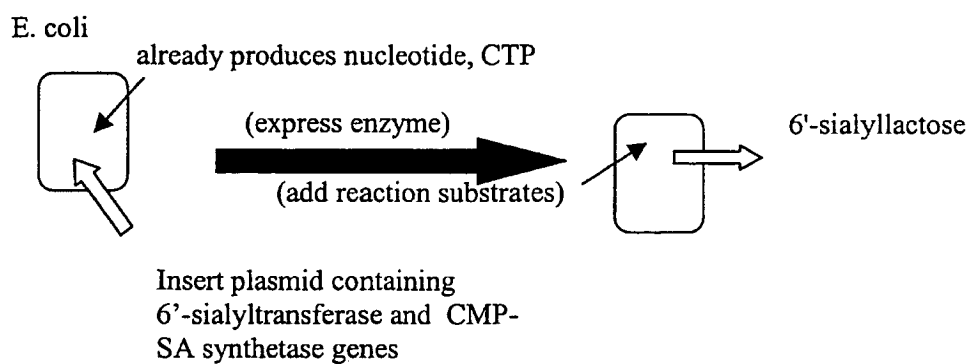 E. coli
already produces nucleotide, CTP
(express enzyme)
(add reaction substrates)
6'-sialyllactose
Insert plasmid containing
6’-sialyltransferase and CMP-
SA synthetase genes